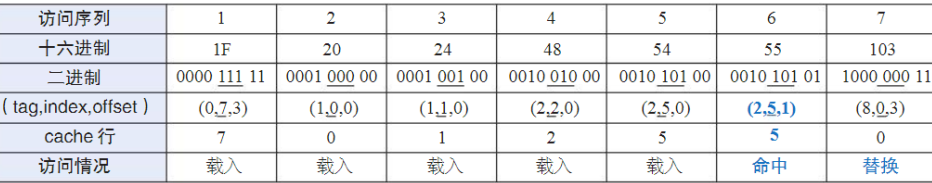 访问序列 1 2 3 4 5 6 7
十六进制 1F 20 24 48 54 55 103
二进制 0000 111 11 0001 000 00 0001 001 00 0010 010 00 0010 101 00 0010 101 01 1000 000 11
（tag,index,offset） (0,7,3) (1,0,0) (1,1,0) (2,2,0) (2,5,0) (2,5,1) (8,0,3)
cache 行 7 0 1 2 5 5 0
访问情况 载入 载入 载入 载入 载入 命中 替换